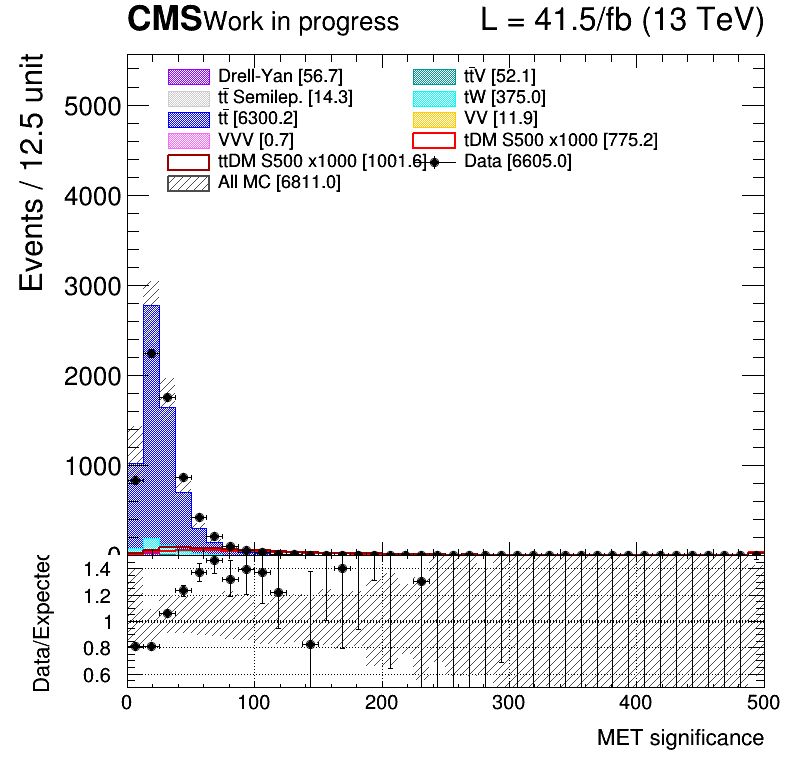 CMS Work in progress L = 41.5/fb (13 TeV)
Drell-Yan [56.7] tt̄V [52.1]
tt̄ Semilep. [14.3] tW [375.0]
tt̄ [6300.2] VV [11.9]
VVV [0.7] tDM S500 x1000 [775.2]
ttDM S500 x1000 [1001.6] Data [6605.0]
All MC [6811.0]
Events / 12.5 unit
5000
4000
3000
2000
1000
0
Data/Expected
1.4
1.2
1
0.8
0.6
0 100 200 300 400 500
MET significance